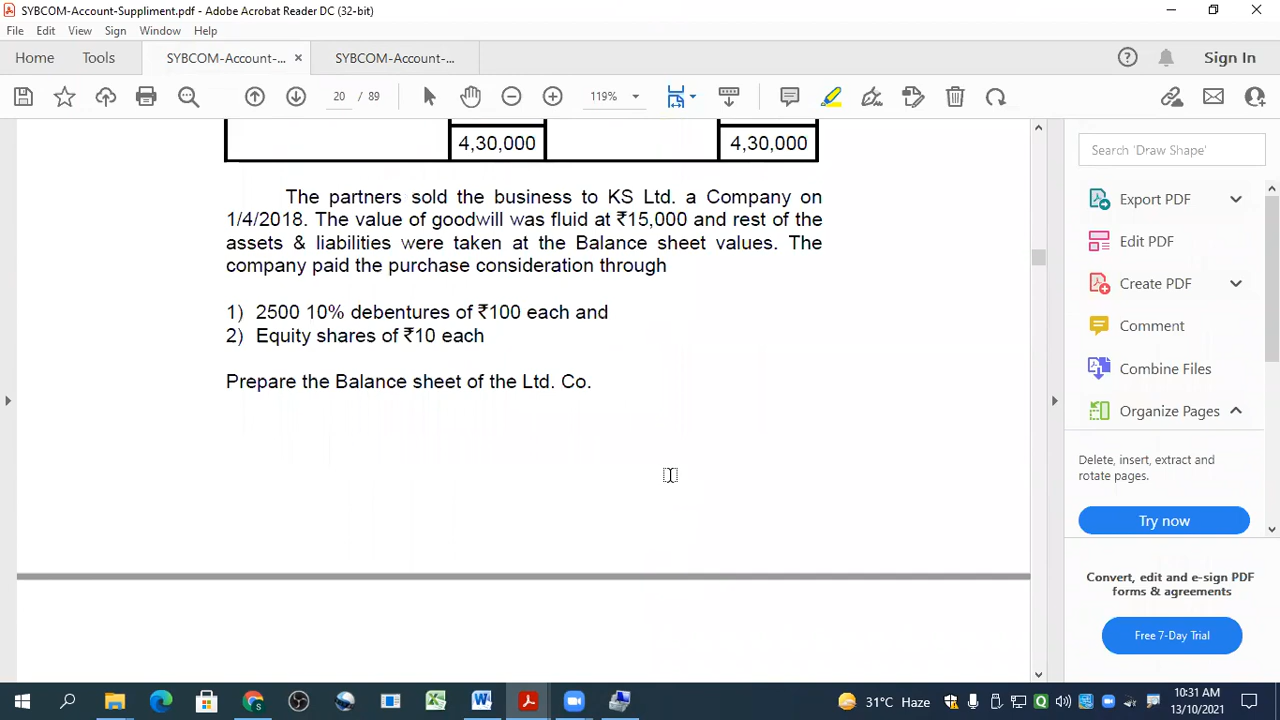 SYBCOM-Account-Suppliment.pdf - Adobe Acrobat Reader DC (32-bit)
File Edit View Sign Window Help
Home Tools SYBCOM-Account-... × SYBCOM-Account-... Sign In
20 / 89 119%
4,30,000 4,30,000
The partners sold the business to KS Ltd. a Company on
1/4/2018. The value of goodwill was fluid at ₹15,000 and rest of the
assets & liabilities were taken at the Balance sheet values. The
company paid the purchase consideration through
1) 2500 10% debentures of ₹100 each and
2) Equity shares of ₹10 each
Prepare the Balance sheet of the Ltd. Co.
Search 'Draw Shape'
Export PDF
Edit PDF
Create PDF
Comment
Combine Files
Organize Pages
Delete, insert, extract and
rotate pages.
Try now
Convert, edit and e-sign PDF
forms & agreements
Free 7-Day Trial
31°C Haze
10:31 AM
13/10/2021